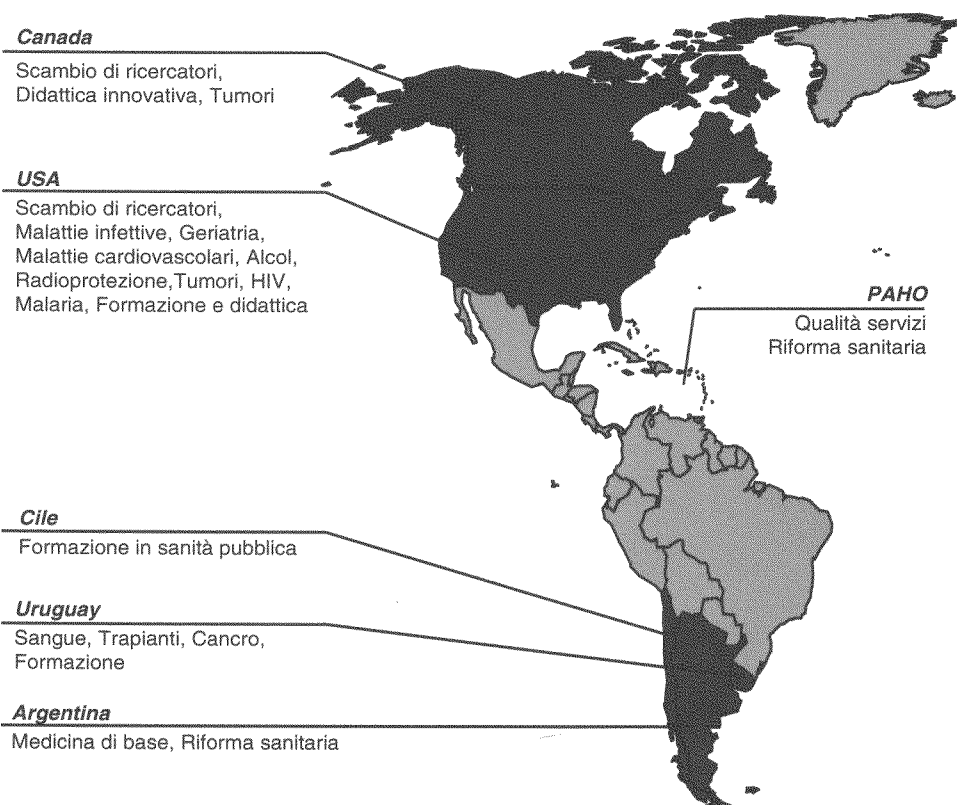 Canada
Scambio di ricercatori,
Didattica innovativa, Tumori
USA
Scambio di ricercatori,
Malattie infettive, Geriatria,
Malattie cardiovascolari, Alcol,
Radioprotezione,Tumori, HIV,
Malaria, Formazione e didattica
PAHO
Qualità servizi
Riforma sanitaria
Cile
Formazione in sanità pubblica
Uruguay
Sangue, Trapianti, Cancro,
Formazione
Argentina
Medicina di base, Riforma sanitaria